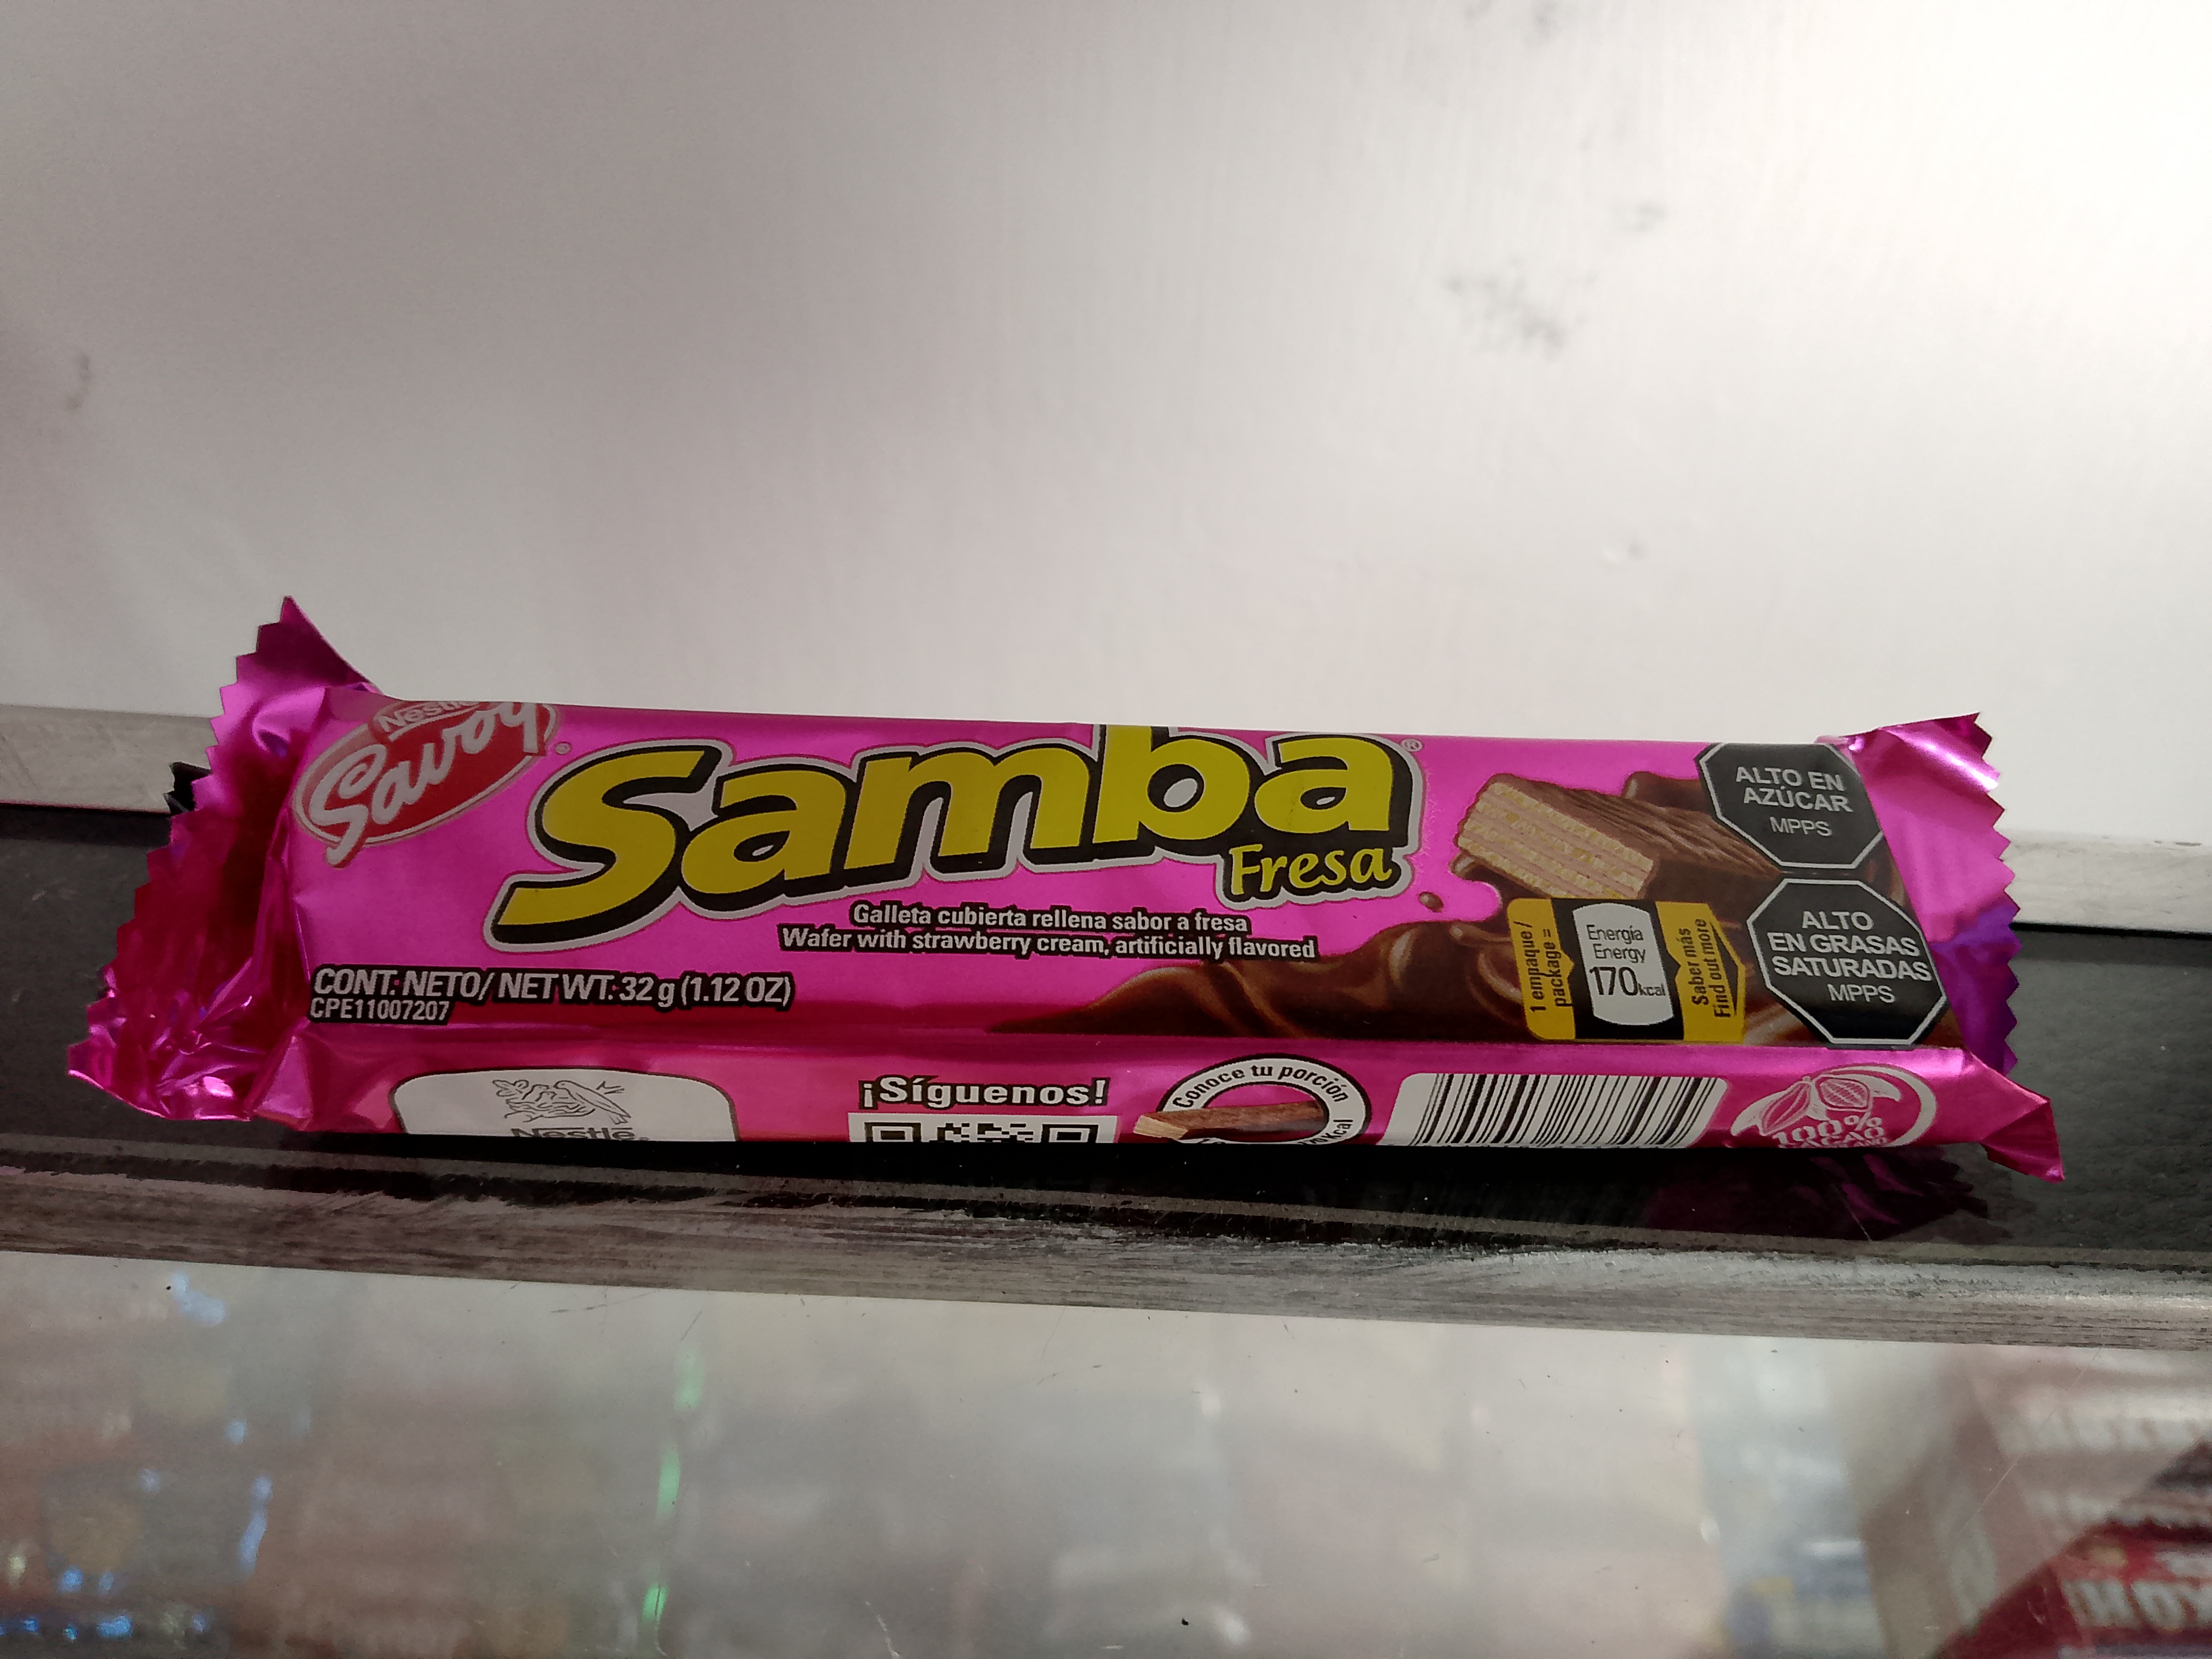 Nestlé
Savoy
®
Samba®
Fresa
Galleta cubierta rellena sabor a fresa
Wafer with strawberry cream, artificially flavored
CONT. NETO/ NET WT: 32 g (1.12 OZ)
CPE11007207
1 empaque /
package =
Energía
Energy
170kcal
Saber más
Find out more
ALTO EN
AZÚCAR
MPPS
ALTO
EN GRASAS
SATURADAS
MPPS
Nestlé®
¡Síguenos!
Conoce tu porción
kcal
100%
CACAO